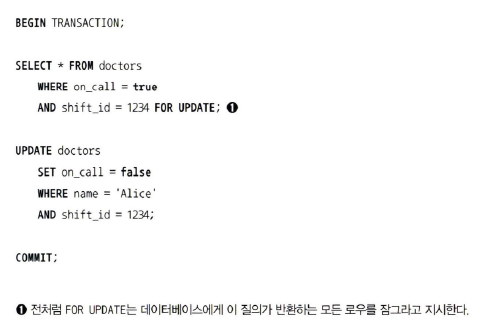 BEGIN TRANSACTION;
SELECT * FROM doctors
WHERE on_call = true
AND shift_id = 1234 FOR UPDATE; ❶
UPDATE doctors
SET on_call = false
WHERE name = 'Alice'
AND shift_id = 1234;
COMMIT;
❶ 전처럼 FOR UPDATE는 데이터베이스에게 이 질의가 반환하는 모든 로우를 잠그라고 지시한다.